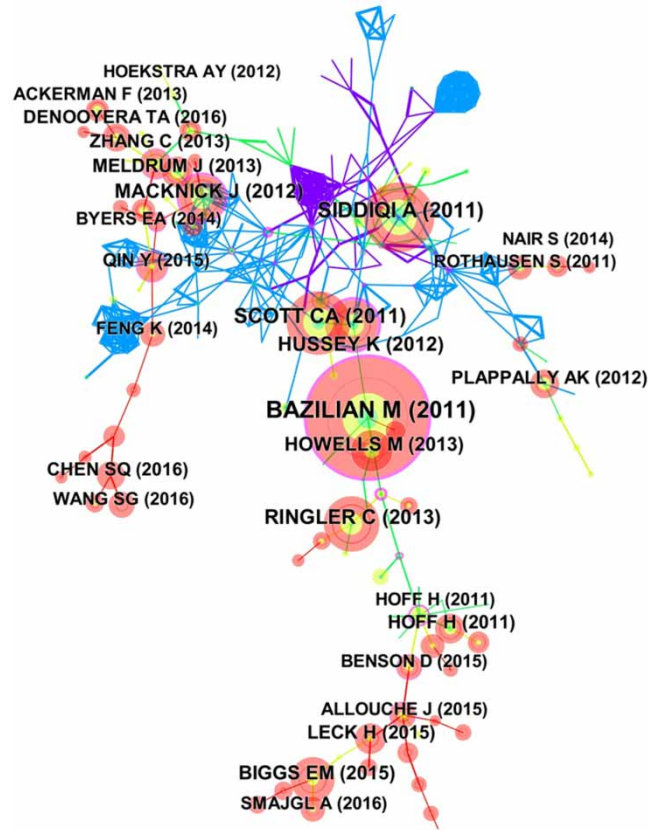 HOEKSTRA AY (2012)
ACKERMAN F (2013)
DENOOYERA TA (2016)
ZHANG C (2013)
MELDRUM J (2013)
MACKNICK J (2012)
SIDDIQI A (2011)
BYERS EA (2014)
NAIR S (2014)
QIN Y (2015)
ROTHAUSEN S (2011)
SCOTT CA (2011)
FENG K (2014)
HUSSEY K (2012)
PLAPPALLY AK (2012)
BAZILIAN M (2011)
HOWELLS M (2013)
CHEN SQ (2016)
WANG SG (2016)
RINGLER C (2013)
HOFF H (2011)
HOFF H (2011)
BENSON D (2015)
ALLOUCHE J (2015)
LECK H (2015)
BIGGS EM (2015)
SMAJGL A (2016)